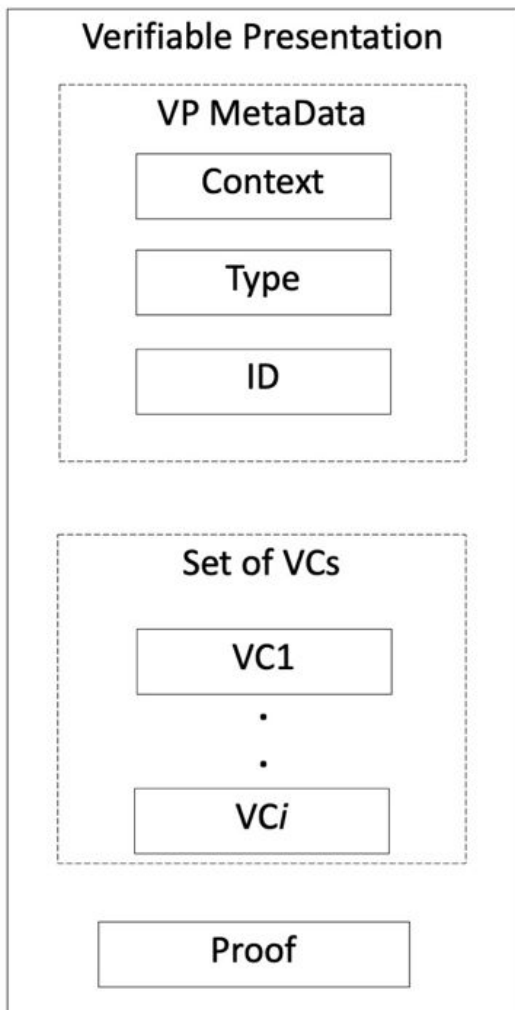 Verifiable Presentation
VP MetaData
Context
Type
ID
Set of VCs
VC1
.
.
VCi
Proof